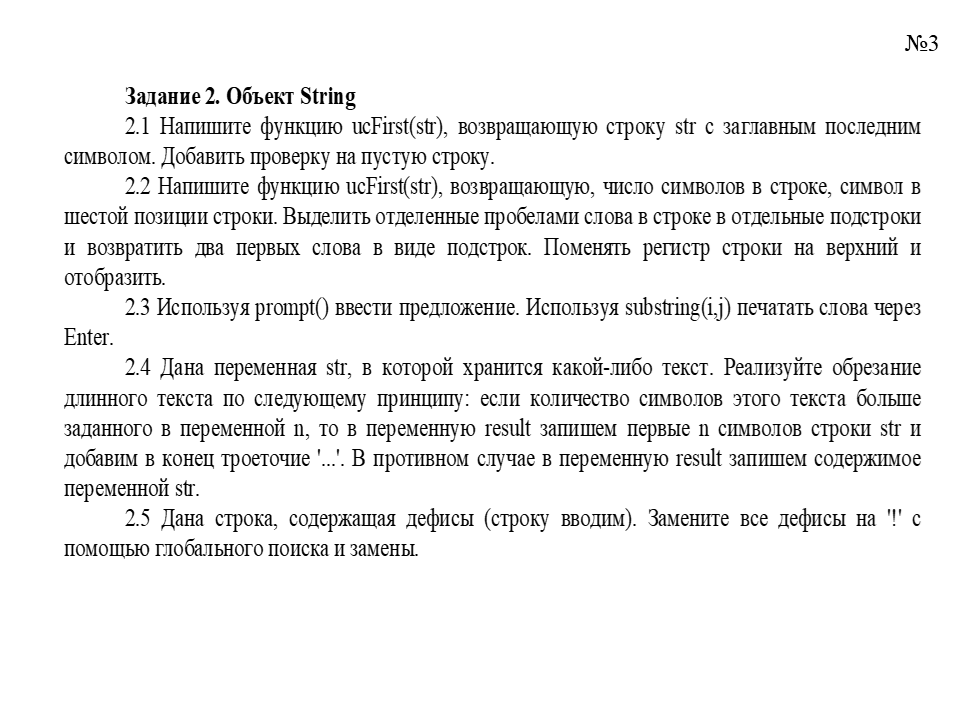 №3
Задание 2. Объект String
2.1 Напишите функцию ucFirst(str), возвращающую строку str с заглавным последним
символом. Добавить проверку на пустую строку.
2.2 Напишите функцию ucFirst(str), возвращающую, число символов в строке, символ в
шестой позиции строки. Выделить отделенные пробелами слова в строке в отдельные подстроки
и возвратить два первых слова в виде подстрок. Поменять регистр строки на верхний и
отобразить.
2.3 Используя prompt() ввести предложение. Используя substring(i,j) печатать слова через
Enter.
2.4 Дана переменная str, в которой хранится какой-либо текст. Реализуйте обрезание
длинного текста по следующему принципу: если количество символов этого текста больше
заданного в переменной n, то в переменную result запишем первые n символов строки str и
добавим в конец троеточие '...'. В противном случае в переменную result запишем содержимое
переменной str.
2.5 Дана строка, содержащая дефисы (строку вводим). Замените все дефисы на '!' с
помощью глобального поиска и замены.